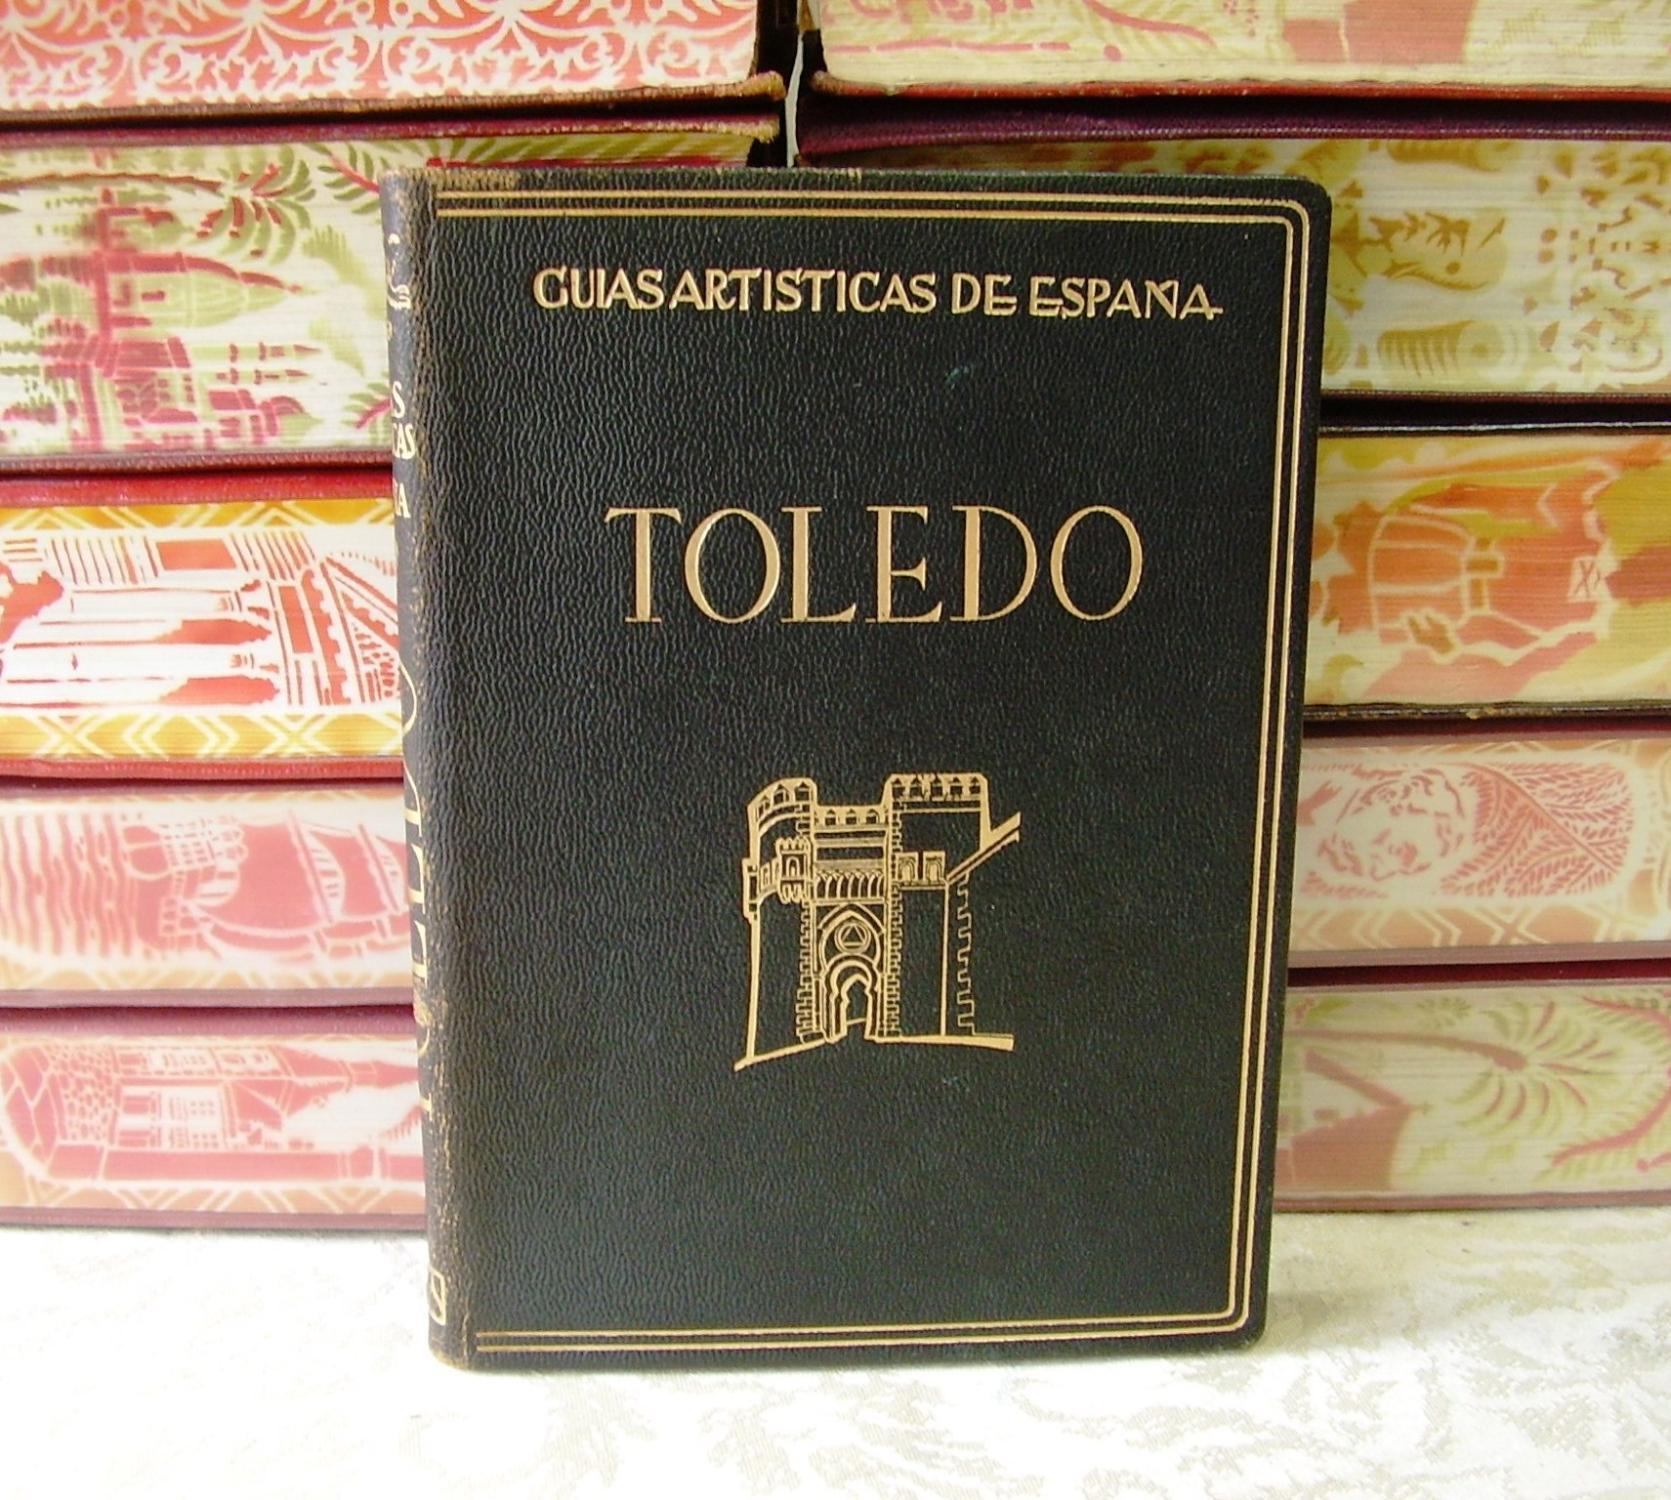 GUIAS ARTISTICAS DE ESPAÑA
TOLEDO